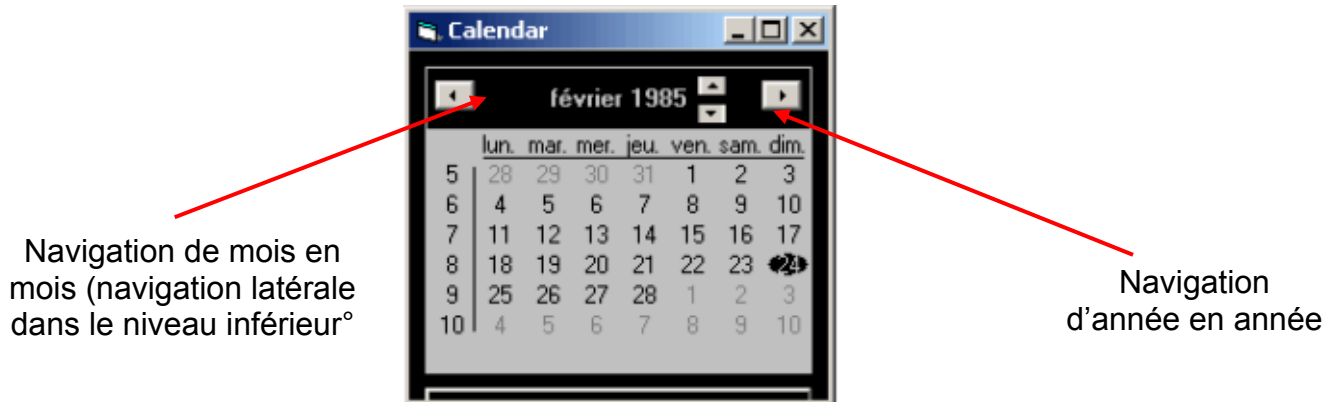 Calendar
février 1985
lun. mar. mer. jeu. ven. sam. dim.
5 28 29 30 31 1 2 3
6 4 5 6 7 8 9 10
7 11 12 13 14 15 16 17
8 18 19 20 21 22 23 24
9 25 26 27 28 1 2 3
10 4 5 6 7 8 9 10
Navigation de mois en
mois (navigation latérale
dans le niveau inférieur°
Navigation
d’année en année